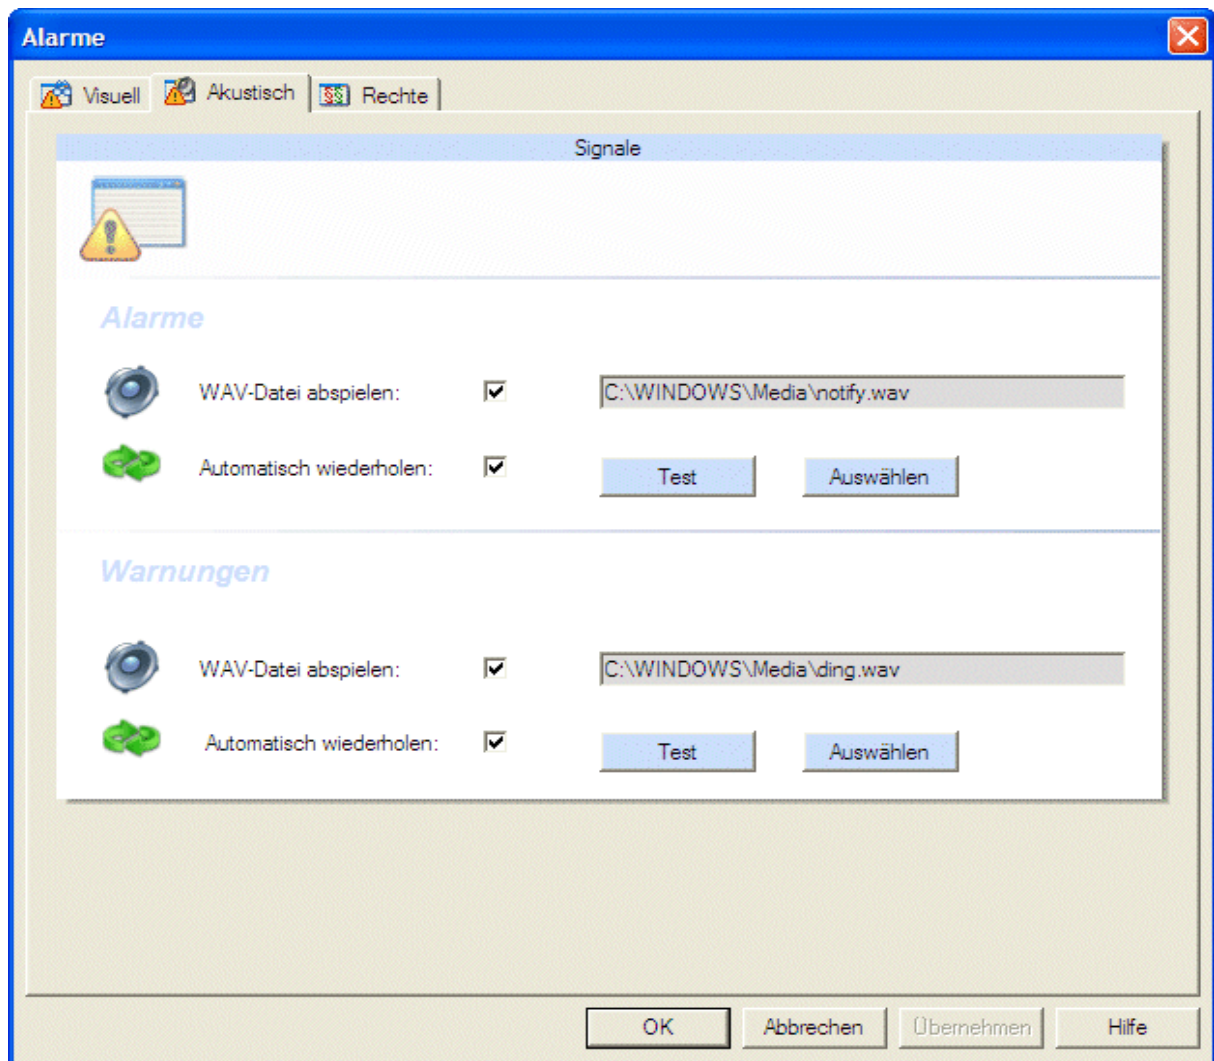 Alarme
Visuell Akustisch Rechte
Signale
Alarme
WAV-Datei abspielen: C:\WINDOWS\Media\notify.wav
Automatisch wiederholen: Test Auswählen
Warnungen
WAV-Datei abspielen: C:\WINDOWS\Media\ding.wav
Automatisch wiederholen: Test Auswählen
OK Abbrechen Übernehmen Hilfe